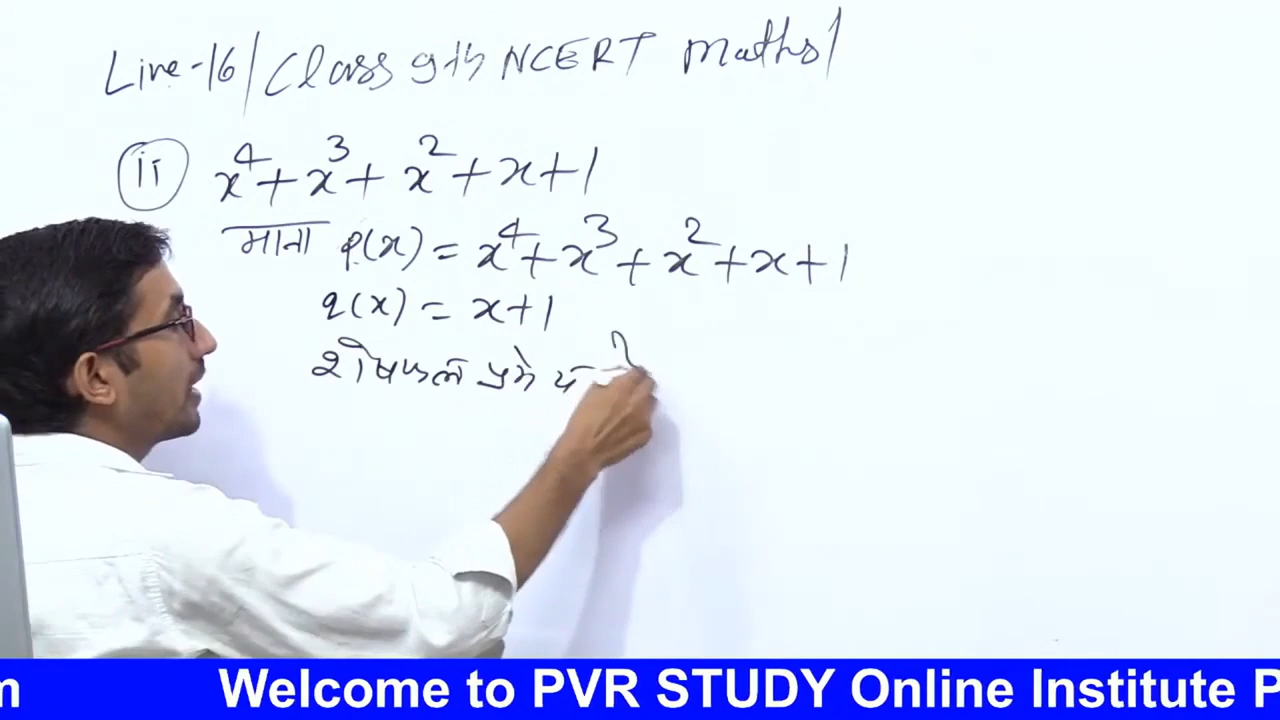 Live-16/Class 9th NCERT Maths/
(ii) x⁴+x³+x²+x+1
माना p(x) = x⁴+x³+x²+x+1
q(x) = x+1
शेषफल प्रमेय
m Welcome to PVR STUDY Online Institute P